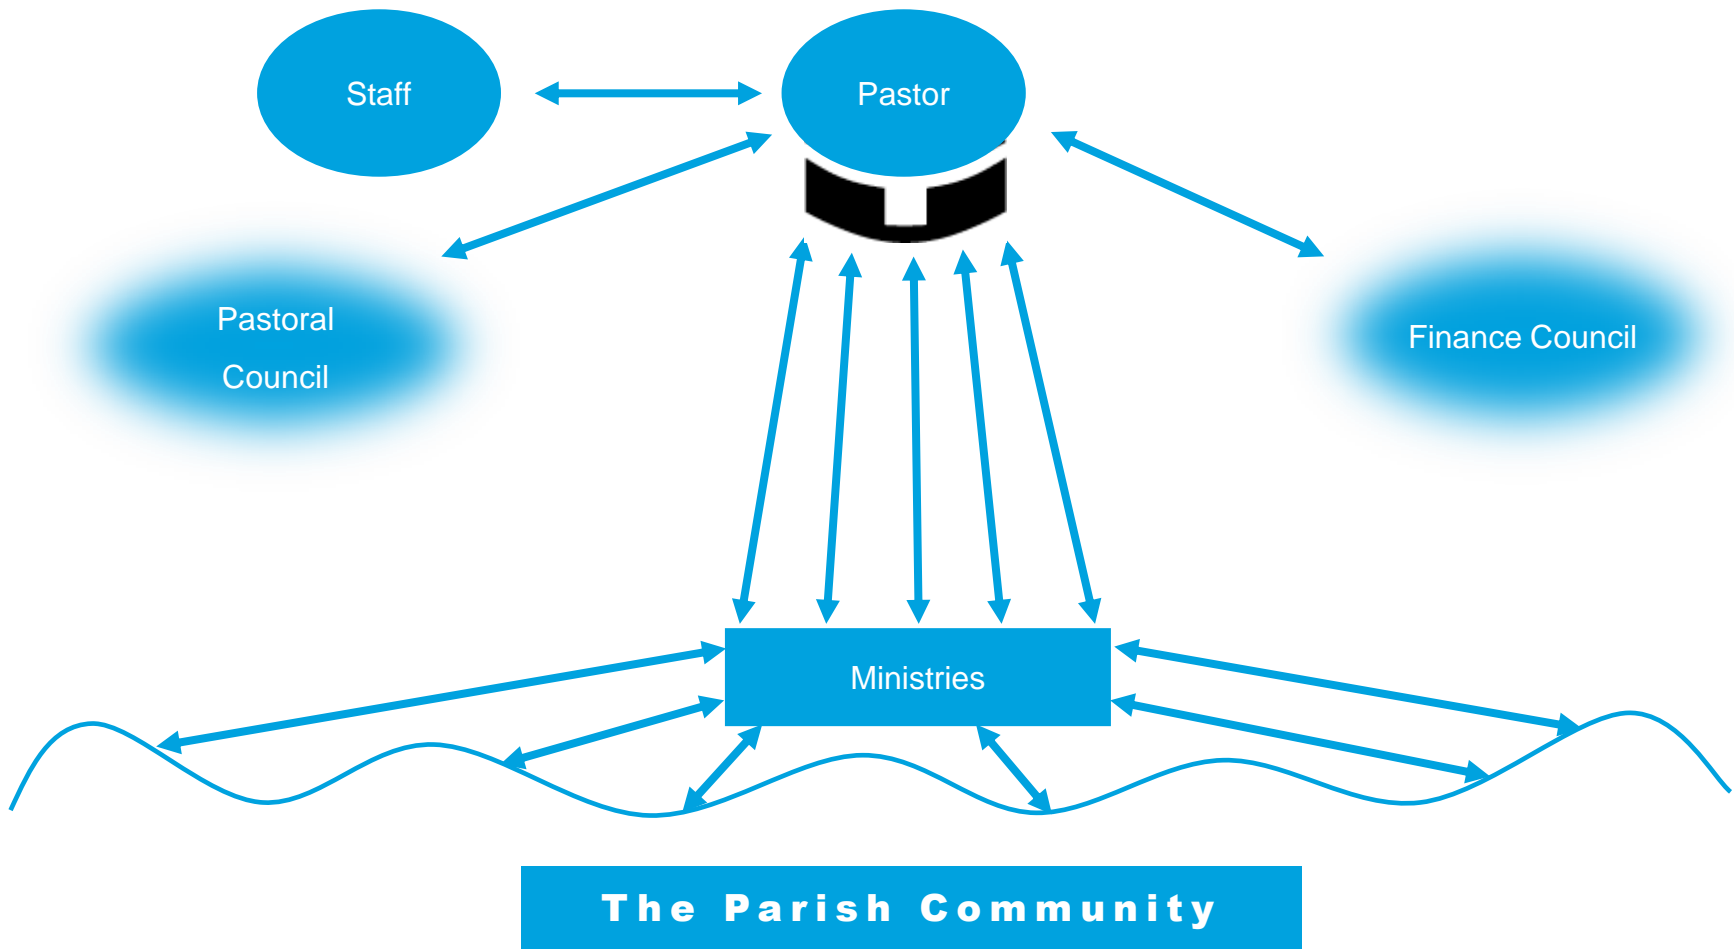 Staff
Pastor
Pastoral
Council
Finance Council
Ministries
The Parish Community